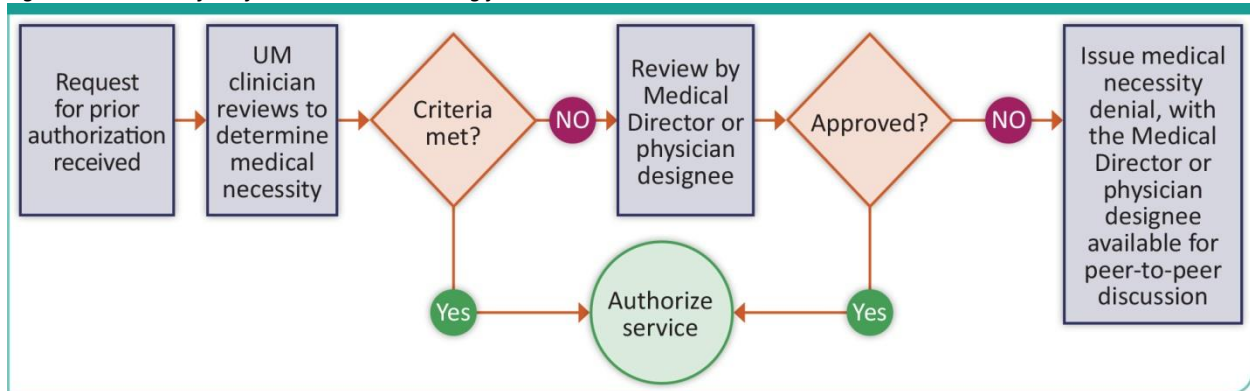 Request
for prior
authorization
received
UM
clinician
reviews to
determine
medical
necessity
Criteria
met?
NO
Review by
Medical
Director or
physician
designee
Approved?
NO
Issue medical
necessity
denial, with
the Medical
Director or
physician
designee
available for
peer-to-peer
discussion
Yes
Authorize
service
Yes